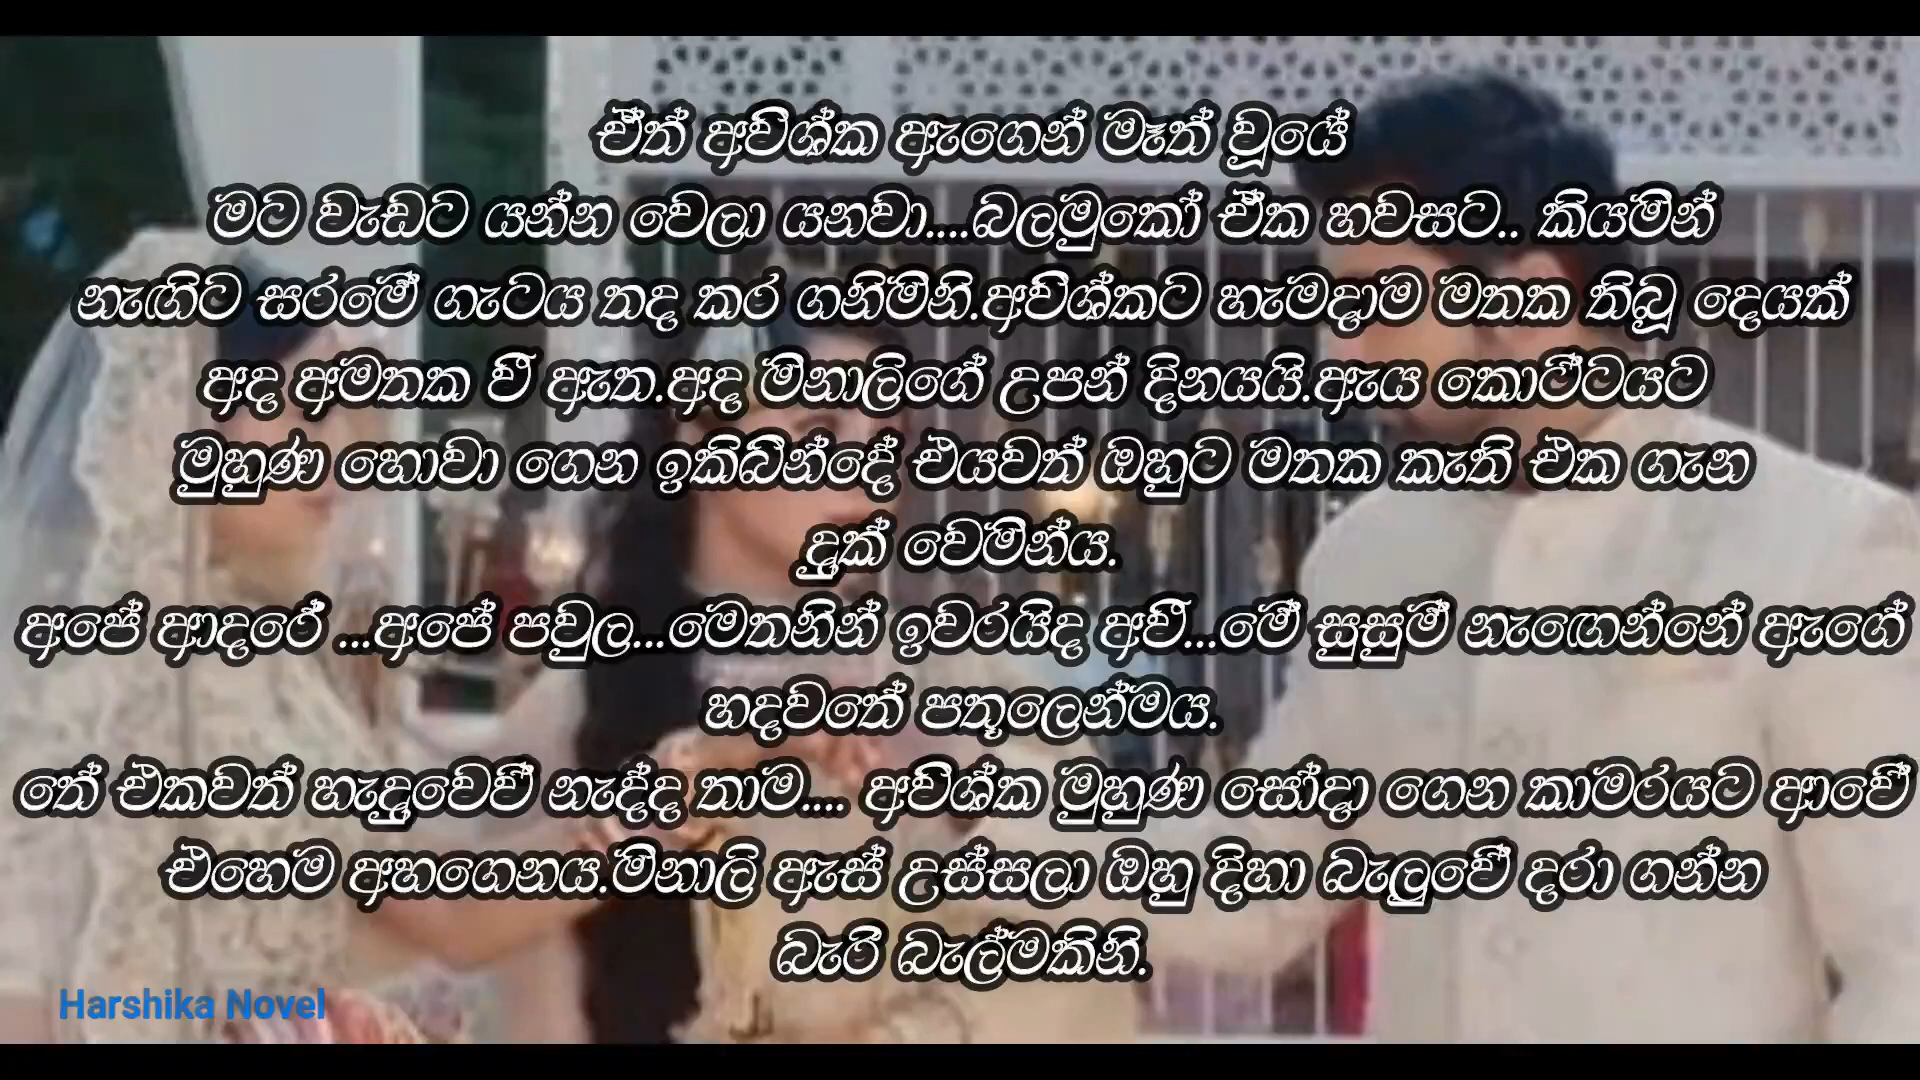 ඒත් අවිශ්ක ඇගෙන් මෑත් වූයේ
මට වැඩට යන්න වෙලා යනවා....බලමුකෝ ඒක හවසට.. කියමින්
නැඟිට සරමේ ගැටය තද කර ගනිමිනි.අවිශ්කට හැමදාම මතක තිබූ දෙයක්
අද අමතක වී ඇත.අද මිනාලිගේ උපන් දිනයයි.ඇය කොට්ටයට
මුහුණ හොවා ගෙන ඉකිබින්දේ එයවත් ඔහුට මතක කැති එක ගැන
දුක් වෙමින්ය.
අපේ ආදරේ ...අපේ පවුල...මෙතනින් ඉවරයිද අවී...මේ සුසුම් නැඟෙන්නේ ඇගේ
හදවතේ පතූලෙන්මය.
තේ එකවත් හැදුවෙව් නැද්ද තාම.... අවිශ්ක මුහුණ සෝදා ගෙන කාමරයට ආවේ
එහෙම අහගෙනය.මිනාලි ඇස් උස්සලා ඔහු දිහා බැලුවේ දරා ගන්න
බැරි බැල්මකිනි.
Harshika Novel